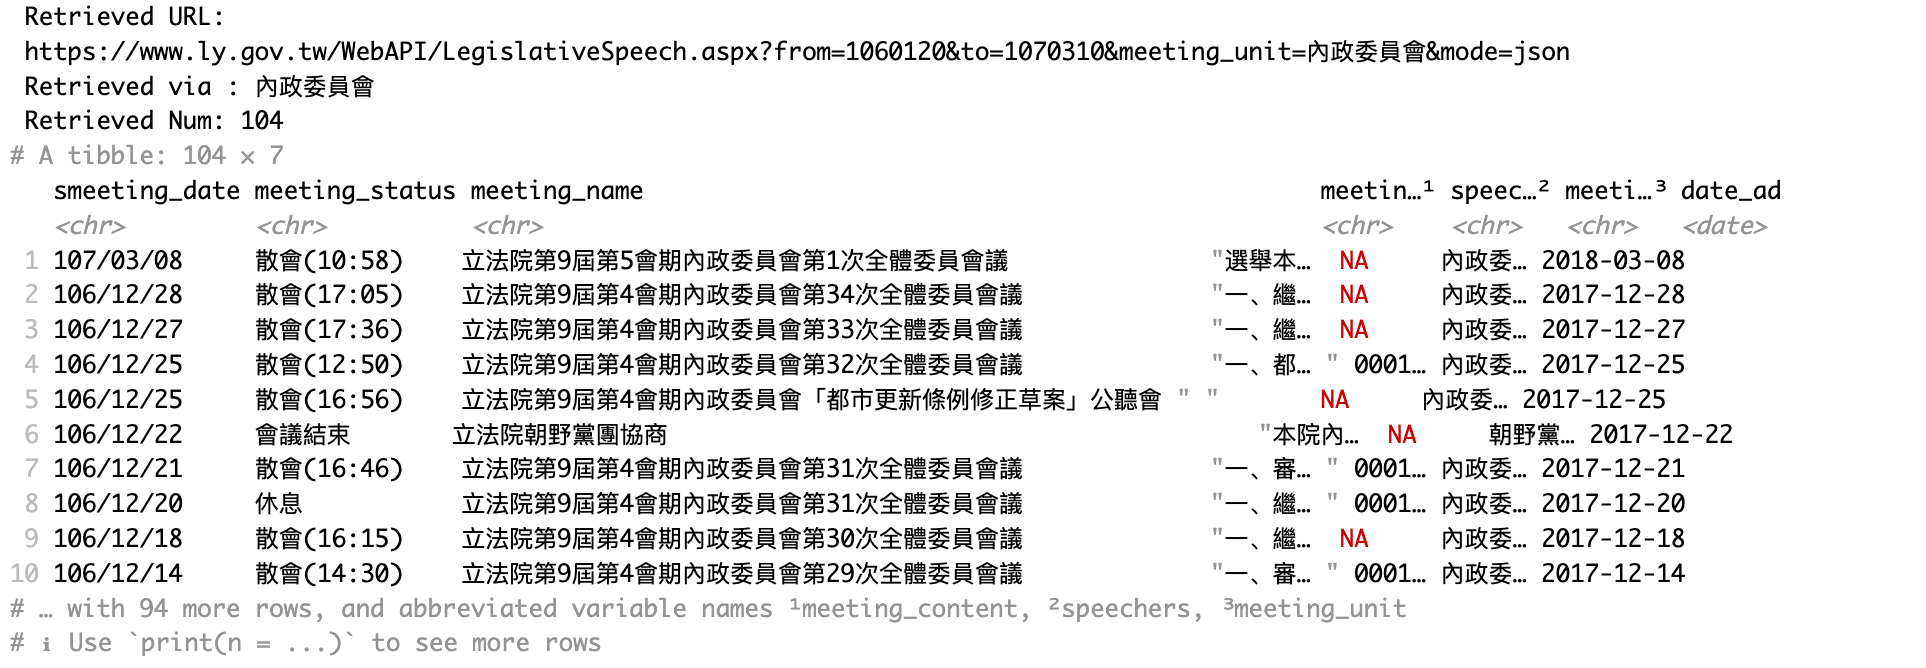 Retrieved URL:
https://www.ly.gov.tw/WebAPI/LegislativeSpeech.aspx?from=1060120&to=1070310&meeting_unit=內政委員會&mode=json
Retrieved via : 內政委員會
Retrieved Num: 104
# A tibble: 104 × 7
smeeting_date meeting_status meeting_name meetin…¹ speec…² meeti…³ date_ad
<chr> <chr> <chr> <chr> <chr> <chr> <date>
1 107/03/08 散會(10:58) 立法院第9屆第5會期內政委員會第1次全體委員會議 "選舉本… NA 內政委… 2018-03-08
2 106/12/28 散會(17:05) 立法院第9屆第4會期內政委員會第34次全體委員會議 "一、繼… NA 內政委… 2017-12-28
3 106/12/27 散會(17:36) 立法院第9屆第4會期內政委員會第33次全體委員會議 "一、繼… NA 內政委… 2017-12-27
4 106/12/25 散會(12:50) 立法院第9屆第4會期內政委員會第32次全體委員會議 "一、都… " 0001… 內政委… 2017-12-25
5 106/12/25 散會(16:56) 立法院第9屆第4會期內政委員會「都市更新條例修正草案」公聽會 " " NA 內政委… 2017-12-25
6 106/12/22 會議結束 立法院朝野黨團協商 "本院內… NA 朝野黨… 2017-12-22
7 106/12/21 散會(16:46) 立法院第9屆第4會期內政委員會第31次全體委員會議 "一、審… " 0001… 內政委… 2017-12-21
8 106/12/20 休息 立法院第9屆第4會期內政委員會第31次全體委員會議 "一、繼… " 0001… 內政委… 2017-12-20
9 106/12/18 散會(16:15) 立法院第9屆第4會期內政委員會第30次全體委員會議 "一、繼… NA 內政委… 2017-12-18
10 106/12/14 散會(14:30) 立法院第9屆第4會期內政委員會第29次全體委員會議 "一、審… " 0001… 內政委… 2017-12-14
# … with 94 more rows, and abbreviated variable names ¹meeting_content, ²speechers, ³meeting_unit
# ℹ Use `print(n = ...)` to see more rows